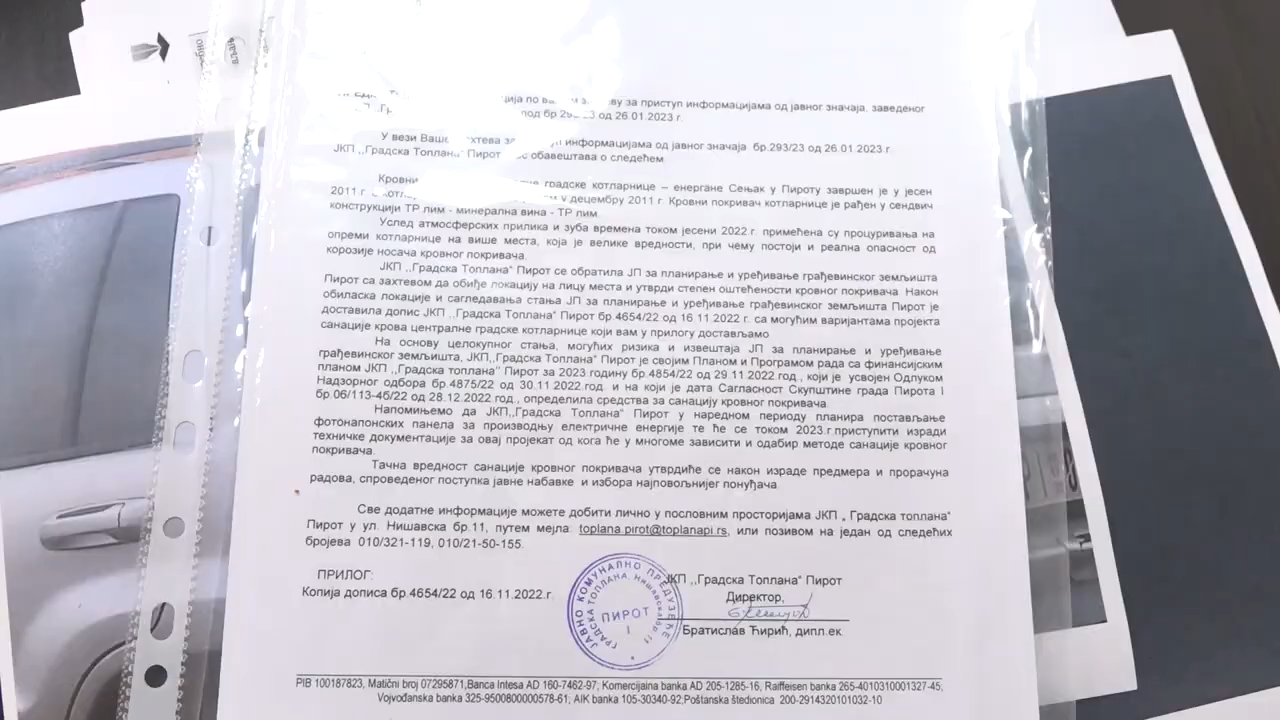 по захтеву за приступ информацијама од јавног значаја, заведеног
под бр од 26.01.2023 г.
У вези информацијама од јавног значаја бр.293/23 од 26.01.2023 г.
ЈКП ,,Градска Топлана" Пирот обавештава о следећем
градске котларнице – енергане Сењак у Пироту завршен је у јесен
2011 г. у децембру 2011 г. Кровни покривач котларнице је рађен у сендвич
конструкцији ТР лим - минерална вина - ТР лим.
Услед атмосферских прилика и зуба времена током јесени 2022.г. примећена су процуривања на
опреми котларнице на више места, која је велике вредности, при чему постоји и реална опасност од
корозије носача кровног покривача.
ЈКП ,,Градска Топлана" Пирот се обратила ЈП за планирање и уређивање грађевинског земљишта
Пирот са захтевом да обиђе локацију на лицу места и утврди степен оштећености кровног покривача. Након
обиласка локације и сагледавања стања ЈП за планирање и уређивање грађевинског земљишта Пирот је
доставила допис ЈКП ,,Градска Топлана" Пирот бр.4654/22 од 16.11.2022 г. са могућим варијантама пројекта
санације крова централне градске котларнице који вам у прилогу достављамо.
На основу целокупног стања, могућих ризика и извештаја ЈП за планирање и уређивање
грађевинског земљишта, ЈКП,,Градска Топлана" Пирот је својим Планом и Програмом рада са финансијским
планом ЈКП ,,Градска топлана" Пирот за 2023 годину бр.4854/22 од 29.11.2022 год., који је усвојен Одлуком
Надзорног одбора бр.4875/22 од 30.11.2022.год. и на који је дата Сагласност Скупштине града Пирота I
бр.06/113-46/22 од 28.12.2022 год., определила средства за санацију кровног покривача.
Напомињемо да ЈКП,,Градска Топлана" Пирот у наредном периоду планира постављање
фотонапонских панела за производњу електричне енергије те ће се током 2023.г.приступити изради
техничке документације за овај пројекат од кога ће у многоме зависити и одабир методе санације кровног
покривача.
Тачна вредност санације кровног покривача утврдиће се након израде предмера и прорачуна
радова, спроведеног поступка јавне набавке и избора најповољнијег понуђача.
Све додатне информације можете добити лично у пословним просторијама ЈКП „ Градска топлана"
Пирот у ул. Нишавска бр.11, путем мејла: toplana.pirot@toplanapi.rs, или позивом на један од следећих
бројева 010/321-119, 010/21-50-155.
ПРИЛОГ:
Копија дописа бр.4654/22 од 16.11.2022.г.
ЈКП ,,Градска Топлана" Пирот
Директор,
Братислав Ћирић, дипл.ек.
ЈАВНО КОМУНАЛНО ПРЕДУЗЕЋЕ
ГРАДСКА ТОПЛАНА, Нишавска бр. 11
ПИРОТ
I
PIB 100187823, Matični broj 07295871,Banca Intesa AD 160-7462-97, Komercijalna banka AD 205-1285-16, Raiffeisen banka 265-4010310001327-45,
Vojvođanska banka 325-9500800000578-61, AIK banka 105-30340-92,Poštanska štedionica 200-2914320101032-10